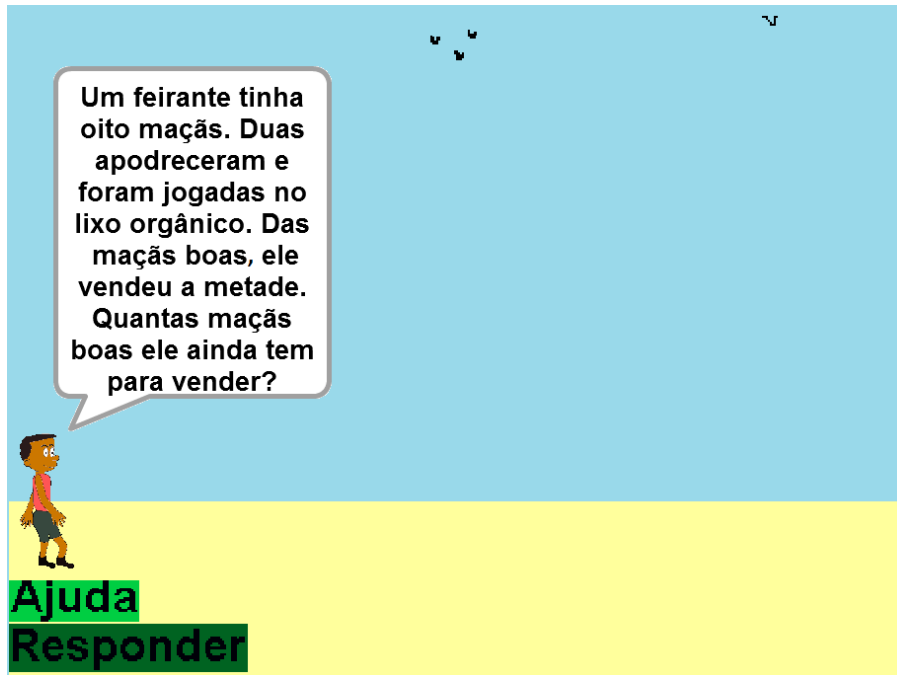 Um feirante tinha
oito maçãs. Duas
apodreceram e
foram jogadas no
lixo orgânico. Das
maçãs boas, ele
vendeu a metade.
Quantas maçãs
boas ele ainda tem
para vender?
Ajuda
Responder